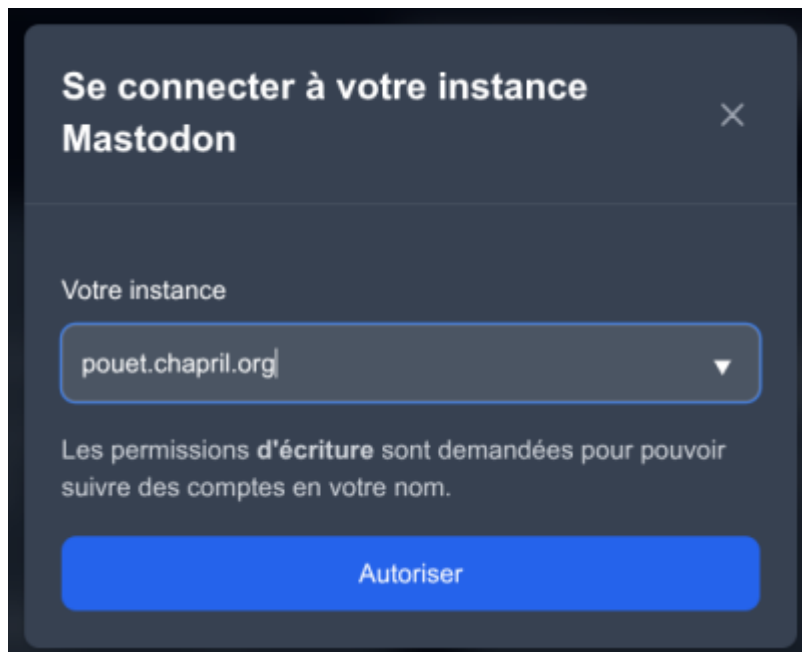 Se connecter à votre instance
Mastodon
Votre instance
pouet.chapril.org
Les permissions d'écriture sont demandées pour pouvoir
suivre des comptes en votre nom.
Autoriser